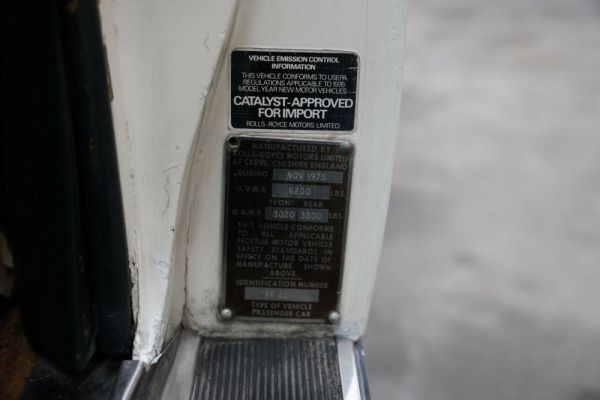 VEHICLE EMISSION CONTROL
INFORMATION
THIS VEHICLE CONFORMS TO USEPA
REGULATIONS APPLICABLE TO 1976
MODEL YEAR NEW MOTOR VEHICLES
CATALYST-APPROVED
FOR IMPORT
ROLLS-ROYCE MOTORS LIMITED
MANUFACTURED BY
ROLLS-ROYCE MOTORS LIMITED
AT CREWE, CHESHIRE ENGLAND
DURING NOV 1975
G.V.W.R. 6200 LBS.
FRONT REAR
G.A.W.R. 3020 3300 LBS
THIS VEHICLE CONFORMS
TO ALL APPLICABLE
FEDERAL MOTOR VEHICLE
SAFETY STANDARDS IN
EFFECT ON THE DATE OF
MANUFACTURE SHOWN
ABOVE.
IDENTIFICATION NUMBER
TYPE OF VEHICLE
PASSENGER CAR